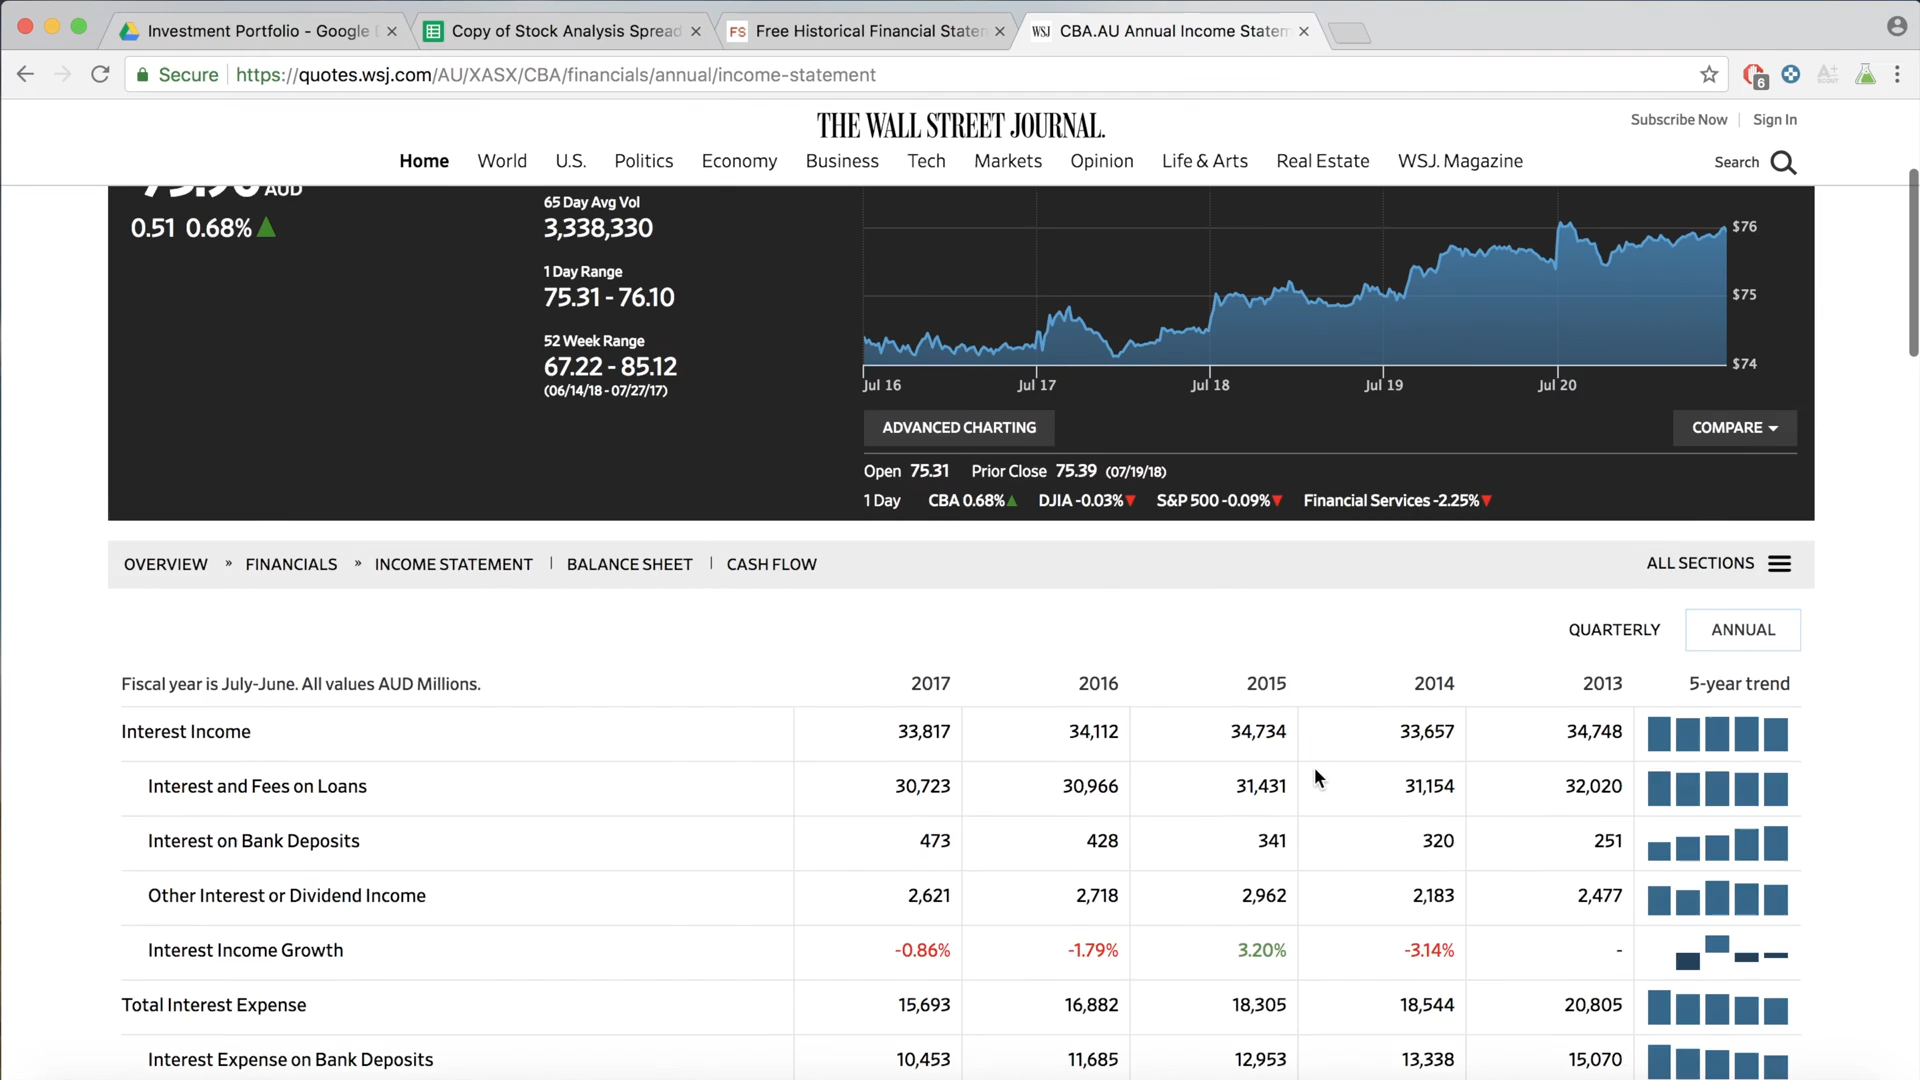 Investment Portfolio - Google D
Copy of Stock Analysis Spread
FS Free Historical Financial Staten
WSJ CBA.AU Annual Income Statem
Secure https://quotes.wsj.com/AU/XASX/CBA/financials/annual/income-statement
6
A+
SCOUT
THE WALL STREET JOURNAL.
Subscribe Now Sign In
Home World U.S. Politics Economy Business Tech Markets Opinion Life & Arts Real Estate WSJ. Magazine
Search
AUD
0.51 0.68%
65 Day Avg Vol
3,338,330
1 Day Range
75.31 - 76.10
52 Week Range
67.22 - 85.12
(06/14/18 - 07/27/17)
$76
$75
$74
Jul 16 Jul 17 Jul 18 Jul 19 Jul 20
ADVANCED CHARTING COMPARE
Open 75.31 Prior Close 75.39 (07/19/18)
1 Day CBA 0.68% DJIA -0.03% S&P 500 -0.09% Financial Services -2.25%
OVERVIEW » FINANCIALS » INCOME STATEMENT | BALANCE SHEET | CASH FLOW
ALL SECTIONS
QUARTERLY ANNUAL
Fiscal year is July-June. All values AUD Millions. 2017 2016 2015 2014 2013 5-year trend
Interest Income 33,817 34,112 34,734 33,657 34,748
Interest and Fees on Loans 30,723 30,966 31,431 31,154 32,020
Interest on Bank Deposits 473 428 341 320 251
Other Interest or Dividend Income 2,621 2,718 2,962 2,183 2,477
Interest Income Growth -0.86% -1.79% 3.20% -3.14% -
Total Interest Expense 15,693 16,882 18,305 18,544 20,805
Interest Expense on Bank Deposits 10,453 11,685 12,953 13,338 15,070